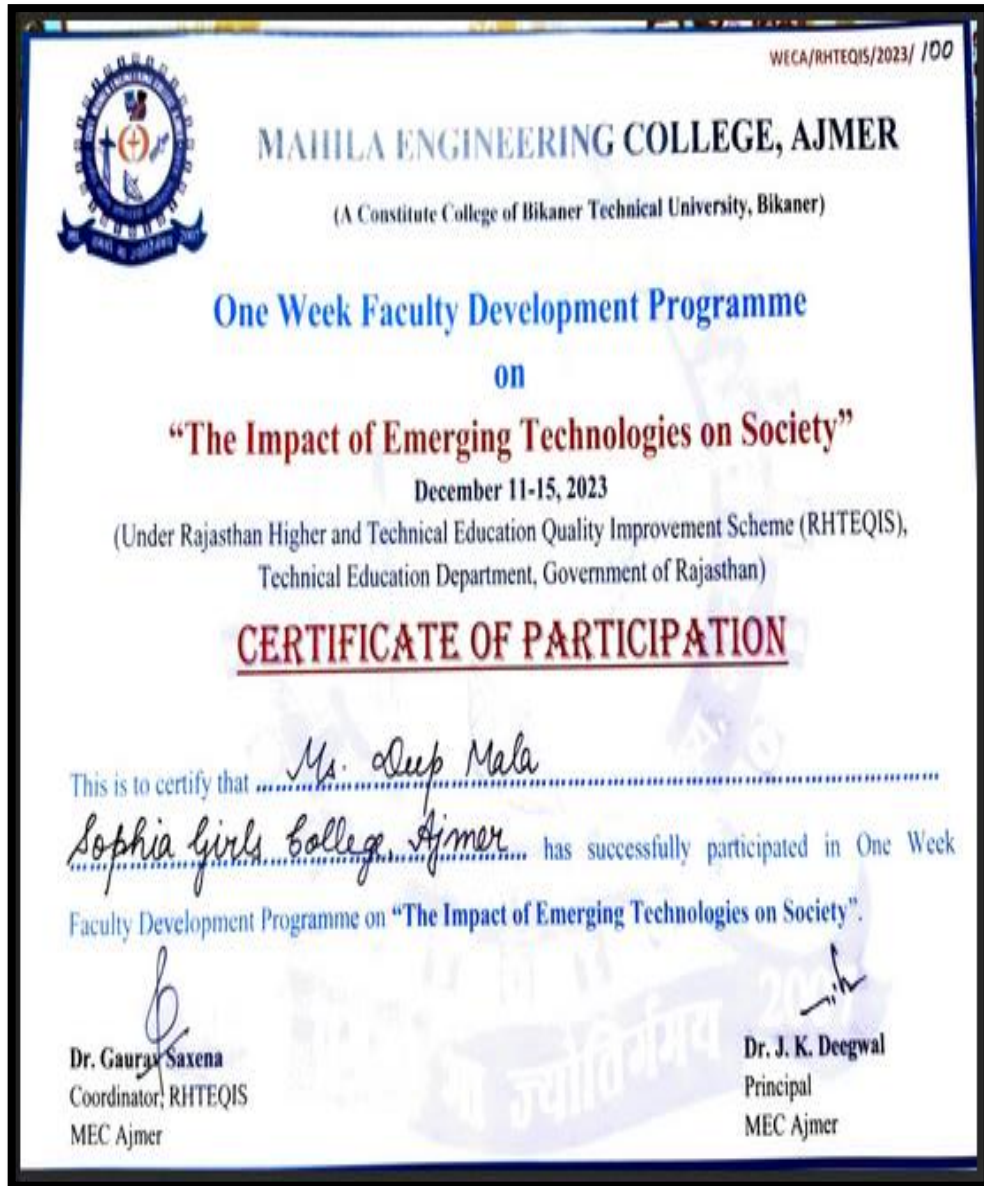 WECA/RHTEQIS/2023/ 100
MAHILA ENGINEERING COLLEGE, AJMER
(A Constitute College of Bikaner Technical University, Bikaner)
One Week Faculty Development Programme
on
“The Impact of Emerging Technologies on Society”
December 11-15, 2023
(Under Rajasthan Higher and Technical Education Quality Improvement Scheme (RHTEQIS),
Technical Education Department, Government of Rajasthan)
CERTIFICATE OF PARTICIPATION
This is to certify that Ms. Deep Mala
Sophia Girls College, Ajmer has successfully participated in One Week
Faculty Development Programme on “The Impact of Emerging Technologies on Society”.
मा ज्योतिर्गमय 2007
Dr. Gaurav Saxena
Coordinator, RHTEQIS
MEC Ajmer
Dr. J. K. Deegwal
Principal
MEC Ajmer